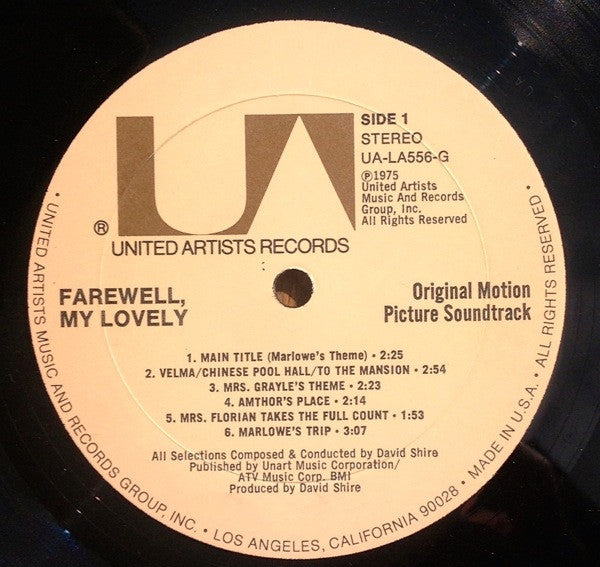 UA
®
UNITED ARTISTS RECORDS
SIDE 1
STEREO
UA-LA556-G
℗1975
United Artists
Music And Records
Group, Inc.
All Rights Reserved
FAREWELL,
MY LOVELY
Original Motion
Picture Soundtrack
1. MAIN TITLE (Marlowe's Theme) • 2:25
2. VELMA/CHINESE POOL HALL/TO THE MANSION • 2:54
3. MRS. GRAYLE'S THEME • 2:23
4. AMTHOR'S PLACE • 2:14
5. MRS. FLORIAN TAKES THE FULL COUNT • 1:53
6. MARLOWE'S TRIP • 3:07
All Selections Composed & Conducted by David Shire
Published by Unart Music Corporation/
ATV Music Corp. BMI
Produced by David Shire
• UNITED ARTISTS MUSIC AND RECORDS GROUP, INC. • LOS ANGELES, CALIFORNIA 90028 • MADE IN U.S.A. • ALL RIGHTS RESERVED •